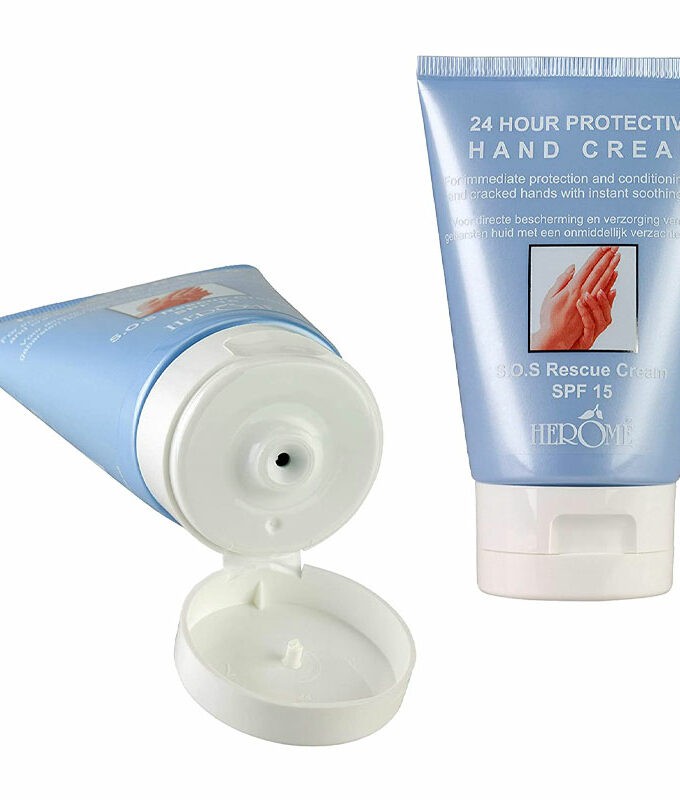 24 HOUR PROTECTIV
HAND CREA
For immediate protection and conditionin
and cracked hands with instant soothing
Voor directe bescherming en verzorging va
gebarsten huid met een onmiddellijk verzach
S.O.S Rescue Cream
SPF 15
HERÔME
S.O.S